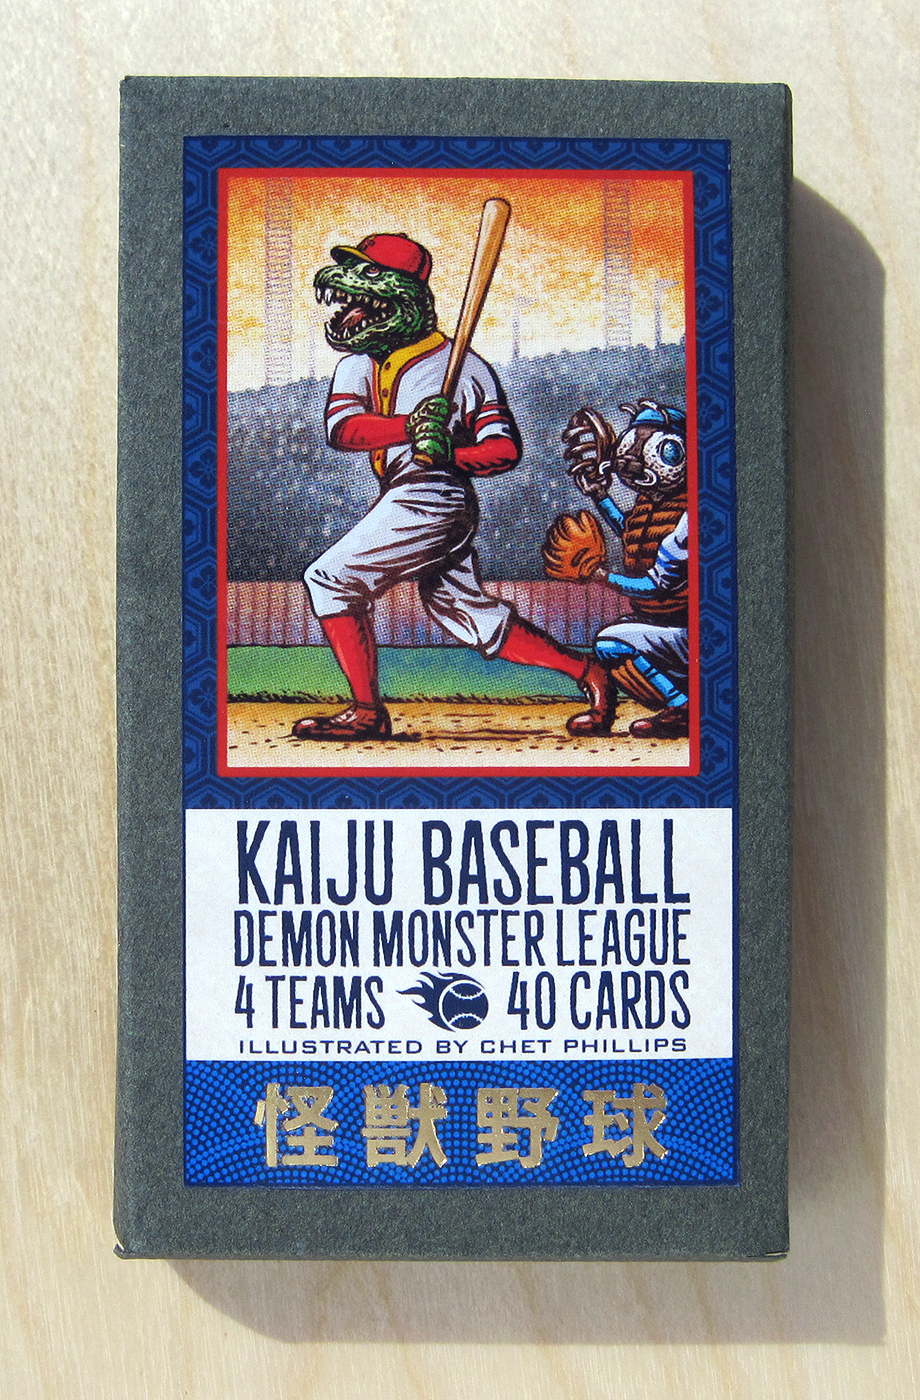 KAIJU BASEBALL
DEMON MONSTER LEAGUE
4 TEAMS 40 CARDS
ILLUSTRATED BY CHET PHILLIPS
怪獣野球